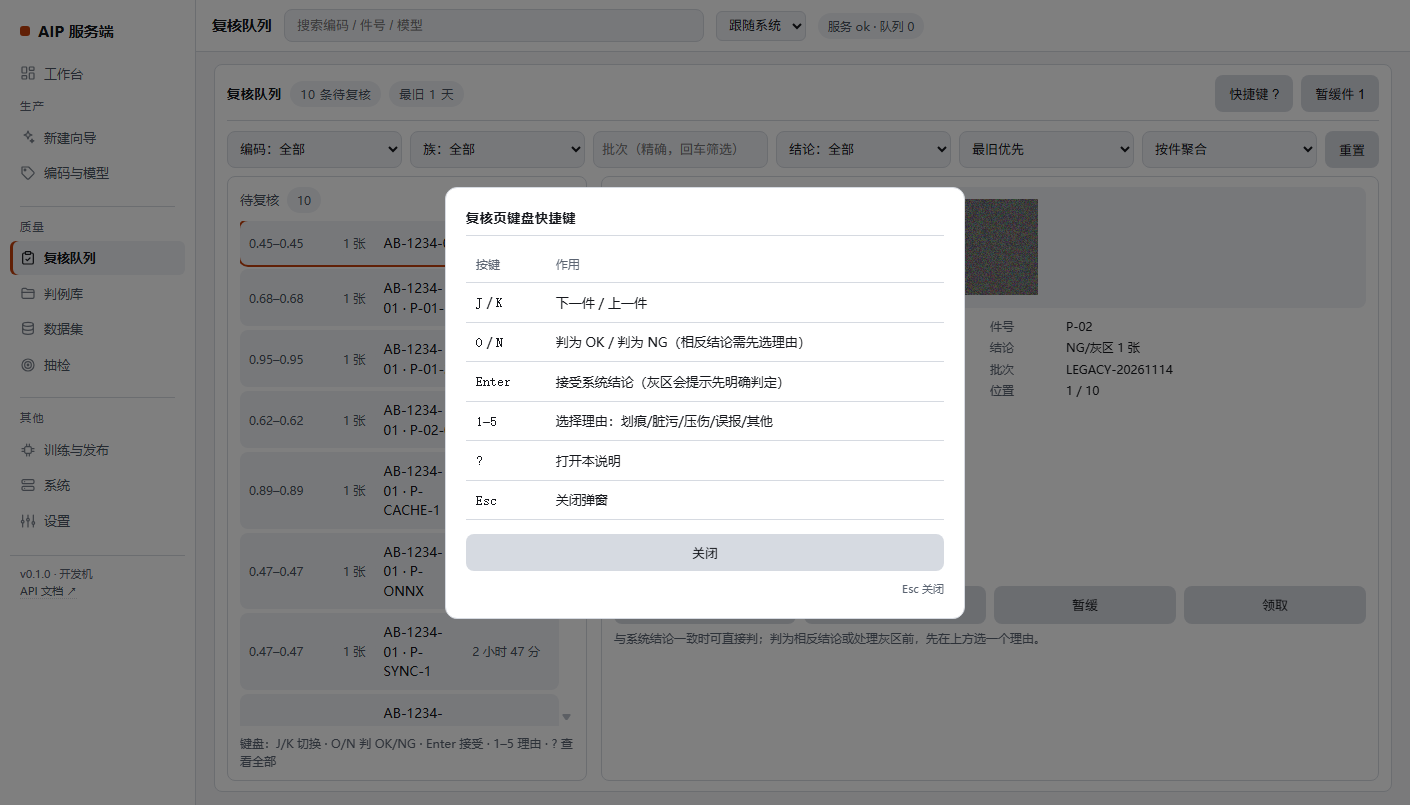 AIP 服务端
工作台
生产
新建向导
编码与模型
质量
复核队列
判例库
数据集
抽检
其他
训练与发布
系统
设置
v0.1.0 · 开发机
API 文档 ↗
复核队列
搜索编码 / 件号 / 模型
跟随系统
服务 ok · 队列 0
复核队列
10 条待复核
最旧 1 天
快捷键 ?
暂缓件 1
编码：全部
族：全部
批次（精确，回车筛选）
结论：全部
最旧优先
按件聚合
重置
待复核 10
0.45–0.45 1 张 AB-1234-
0.68–0.68 1 张 AB-1234-
01 · P-01-
0.95–0.95 1 张 AB-1234-
01 · P-01-
0.62–0.62 1 张 AB-1234-
01 · P-02-
0.89–0.89 1 张 AB-1234-
01 · P-
CACHE-1
0.47–0.47 1 张 AB-1234-
01 · P-
ONNX
0.47–0.47 1 张 AB-1234-
01 · P-
SYNC-1
2 小时 47 分
AB-1234-
键盘：J/K 切换 · O/N 判 OK/NG · Enter 接受 · 1–5 理由 · ? 查
看全部
复核页键盘快捷键
按键 作用
J / K 下一件 / 上一件
O / N 判为 OK / 判为 NG（相反结论需先选理由）
Enter 接受系统结论（灰区会提示先明确判定）
1–5 选择理由：划痕/脏污/压伤/误报/其他
? 打开本说明
Esc 关闭弹窗
关闭
Esc 关闭
件号 P-02
结论 NG/灰区 1 张
批次 LEGACY-20261114
位置 1 / 10
暂缓
领取
与系统结论一致时可直接判；判为相反结论或处理灰区前，先在上方选一个理由。